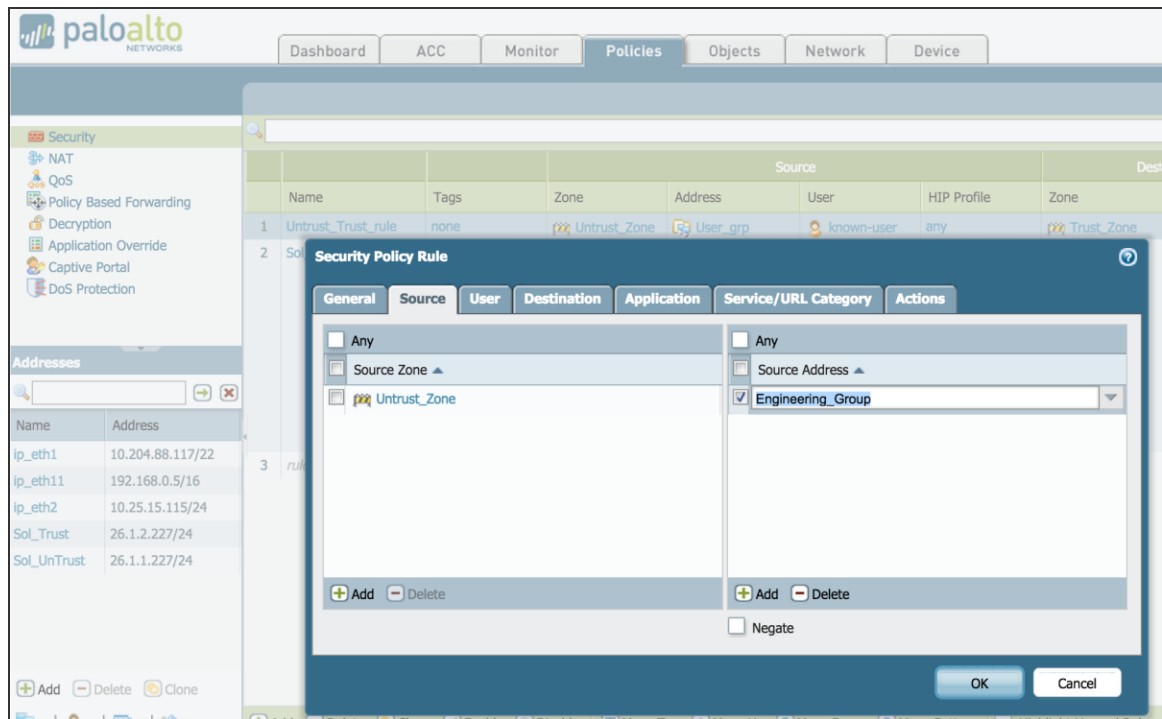 paloalto
NETWORKS
Dashboard ACC Monitor Policies Objects Network Device
Security
NAT
QoS
Policy Based Forwarding
Decryption
Application Override
Captive Portal
DoS Protection
Source
Name Tags Zone Address User HIP Profile Zone
1 Untrust_Trust_rule none Untrust_Zone User_grp known-user any Trust_Zone
2
3
Security Policy Rule
General Source User Destination Application Service/URL Category Actions
Any Any
Source Zone Source Address
Untrust_Zone Engineering_Group
Add Delete Add Delete
Negate
OK Cancel
Addresses
Name Address
ip_eth1 10.204.88.117/22
ip_eth11 192.168.0.5/16
ip_eth2 10.25.15.115/24
Sol_Trust 26.1.2.227/24
Sol_UnTrust 26.1.1.227/24
Add Delete Clone